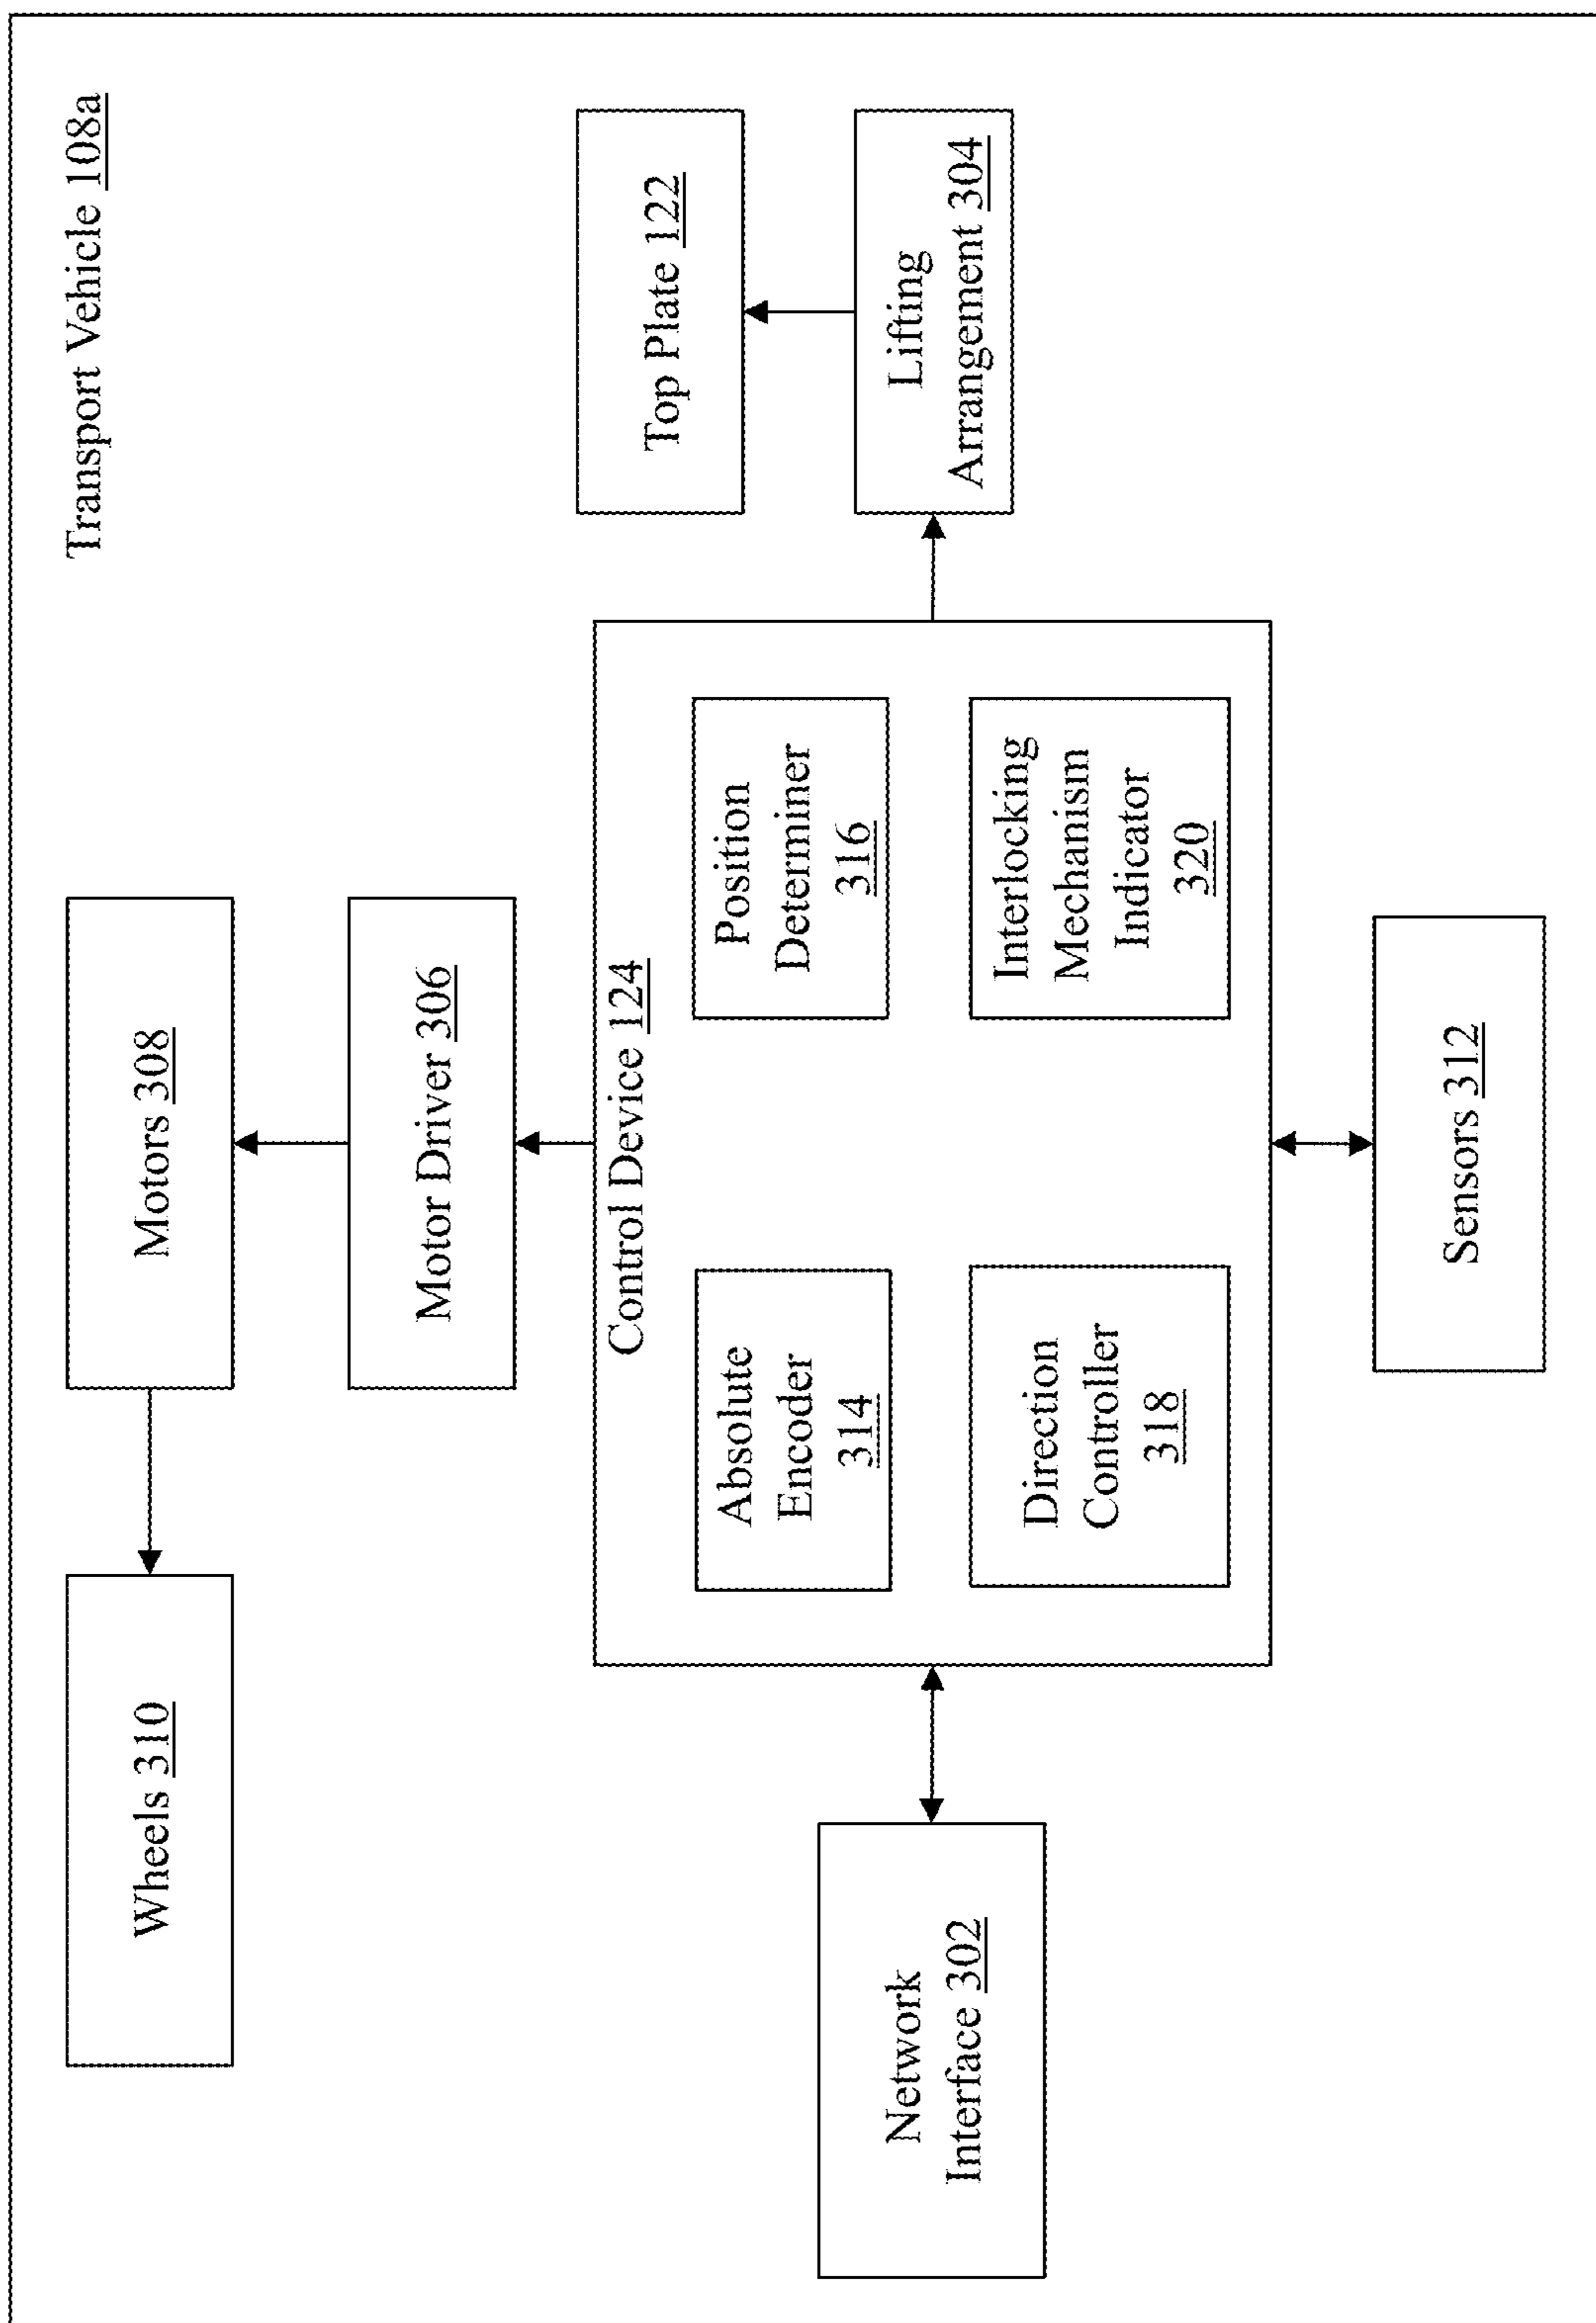 Transport Vehicle 108a
Wheels 310
Motors 308
Motor Driver 306
Top Plate 122
Control Device 124
Absolute
Encoder
314
Position
Determiner
316
Network
Interface 302
Lifting
Arrangement 304
Direction
Controller
318
Interlocking
Mechanism
Indicator
320
Sensors 312